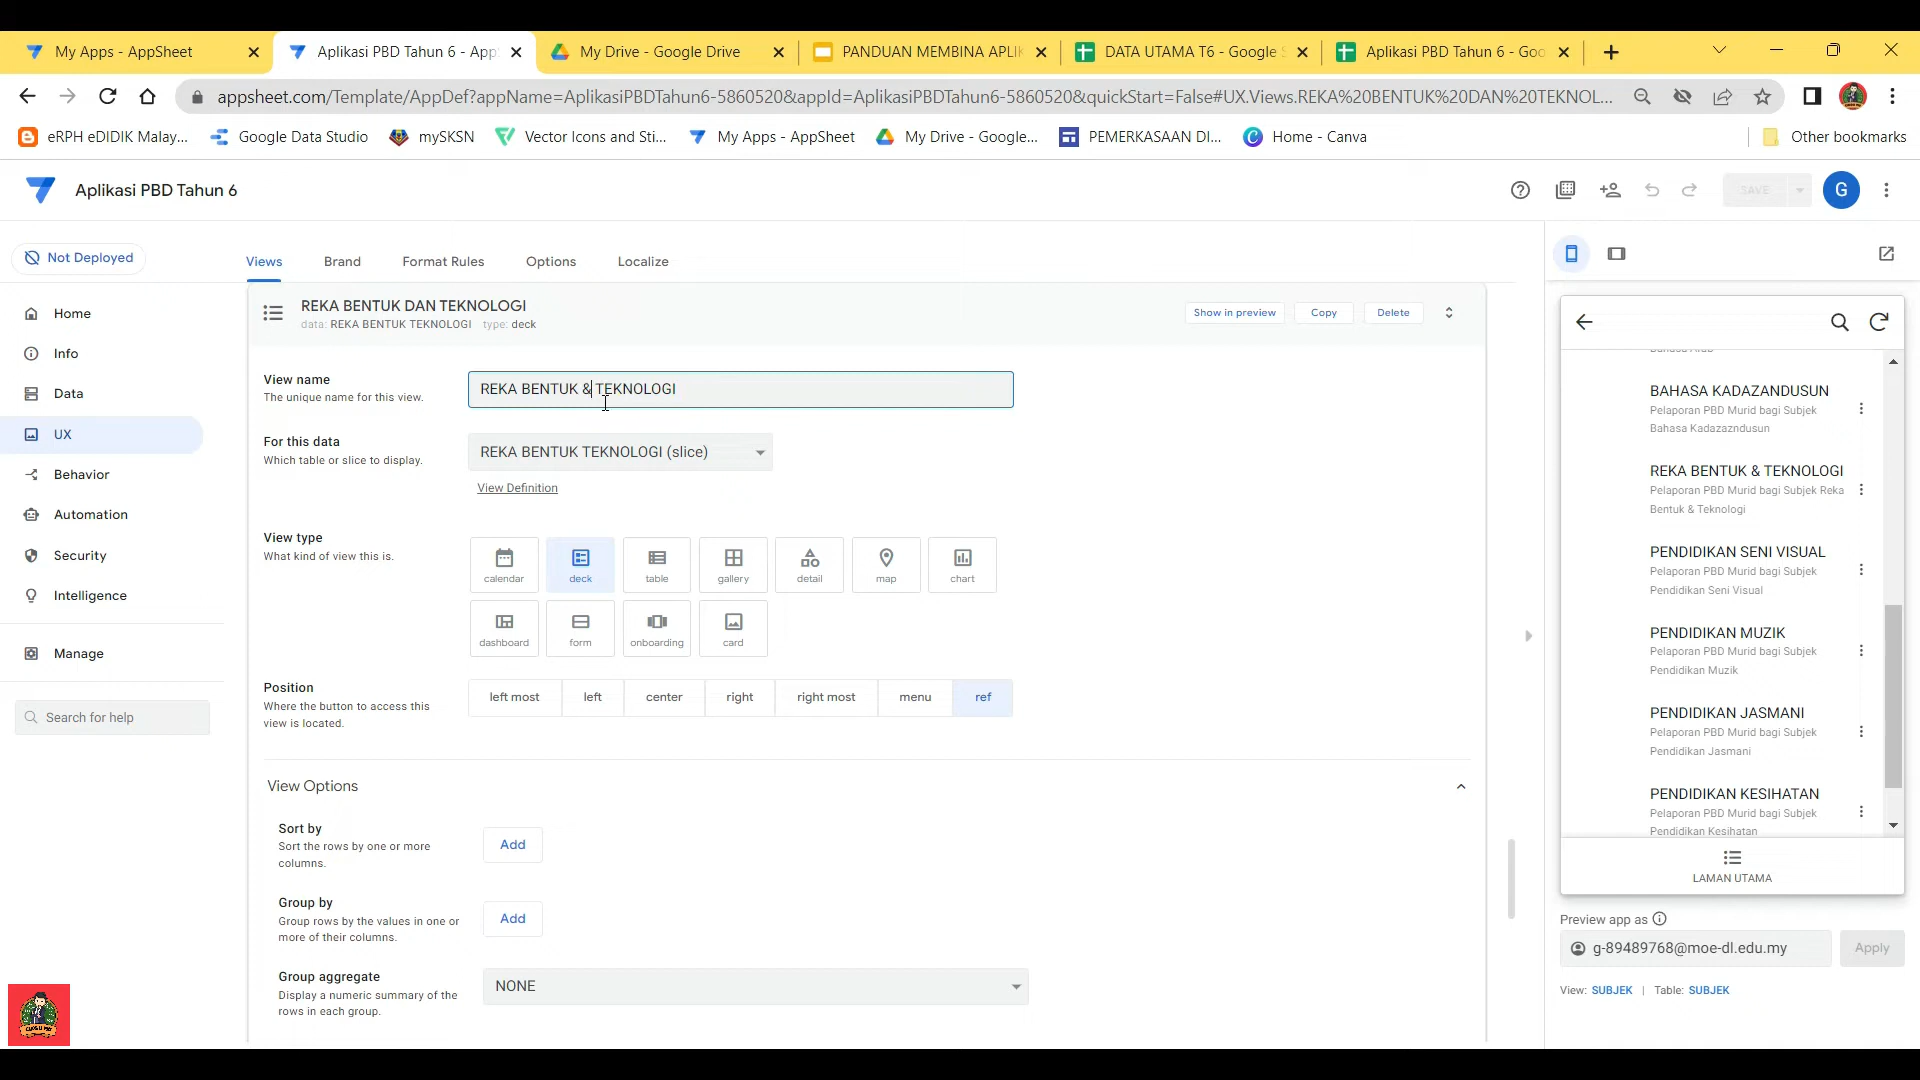 My Apps - AppSheet
Aplikasi PBD Tahun 6 - App
My Drive - Google Drive
PANDUAN MEMBINA APLIK
DATA UTAMA T6 - Google S
Aplikasi PBD Tahun 6 - Goo
appsheet.com/Template/AppDef?appName=AplikasiPBDTahun6-5860520&appId=AplikasiPBDTahun6-5860520&quickStart=False#UX.Views.REKA%20BENTUK%20DAN%20TEKNOL...
eRPH eDIDIK Malay...
Google Data Studio
mySKSN
Vector Icons and Sti...
My Apps - AppSheet
My Drive - Google...
PEMERKASAAN DI...
Home - Canva
Other bookmarks
Aplikasi PBD Tahun 6
SAVE
G
Not Deployed
Home
Info
Data
UX
Behavior
Automation
Security
Intelligence
Manage
Search for help
Views
Brand
Format Rules
Options
Localize
REKA BENTUK DAN TEKNOLOGI
data: REKA BENTUK TEKNOLOGI type: deck
Show in preview
Copy
Delete
View name
The unique name for this view.
REKA BENTUK & TEKNOLOGI
For this data
Which table or slice to display.
REKA BENTUK TEKNOLOGI (slice)
View Definition
View type
What kind of view this is.
calendar
deck
table
gallery
detail
map
chart
dashboard
form
onboarding
card
Position
Where the button to access this
view is located.
left most
left
center
right
right most
menu
ref
View Options
Sort by
Sort the rows by one or more
columns.
Add
Group by
Group rows by the values in one or
more of their columns.
Add
Group aggregate
Display a numeric summary of the
rows in each group.
NONE
BAHASA KADAZANDUSUN
Pelaporan PBD Murid bagi Subjek
Bahasa Kadazazndusun
REKA BENTUK & TEKNOLOGI
Pelaporan PBD Murid bagi Subjek Reka
Bentuk & Teknologi
PENDIDIKAN SENI VISUAL
Pelaporan PBD Murid bagi Subjek
Pendidikan Seni Visual
PENDIDIKAN MUZIK
Pelaporan PBD Murid bagi Subjek
Pendidikan Muzik
PENDIDIKAN JASMANI
Pelaporan PBD Murid bagi Subjek
Pendidikan Jasmani
PENDIDIKAN KESIHATAN
Pelaporan PBD Murid bagi Subjek
Pendidikan Kesihatan
LAMAN UTAMA
Preview app as
g-89489768@moe-dl.edu.my
Apply
View: SUBJEK | Table: SUBJEK